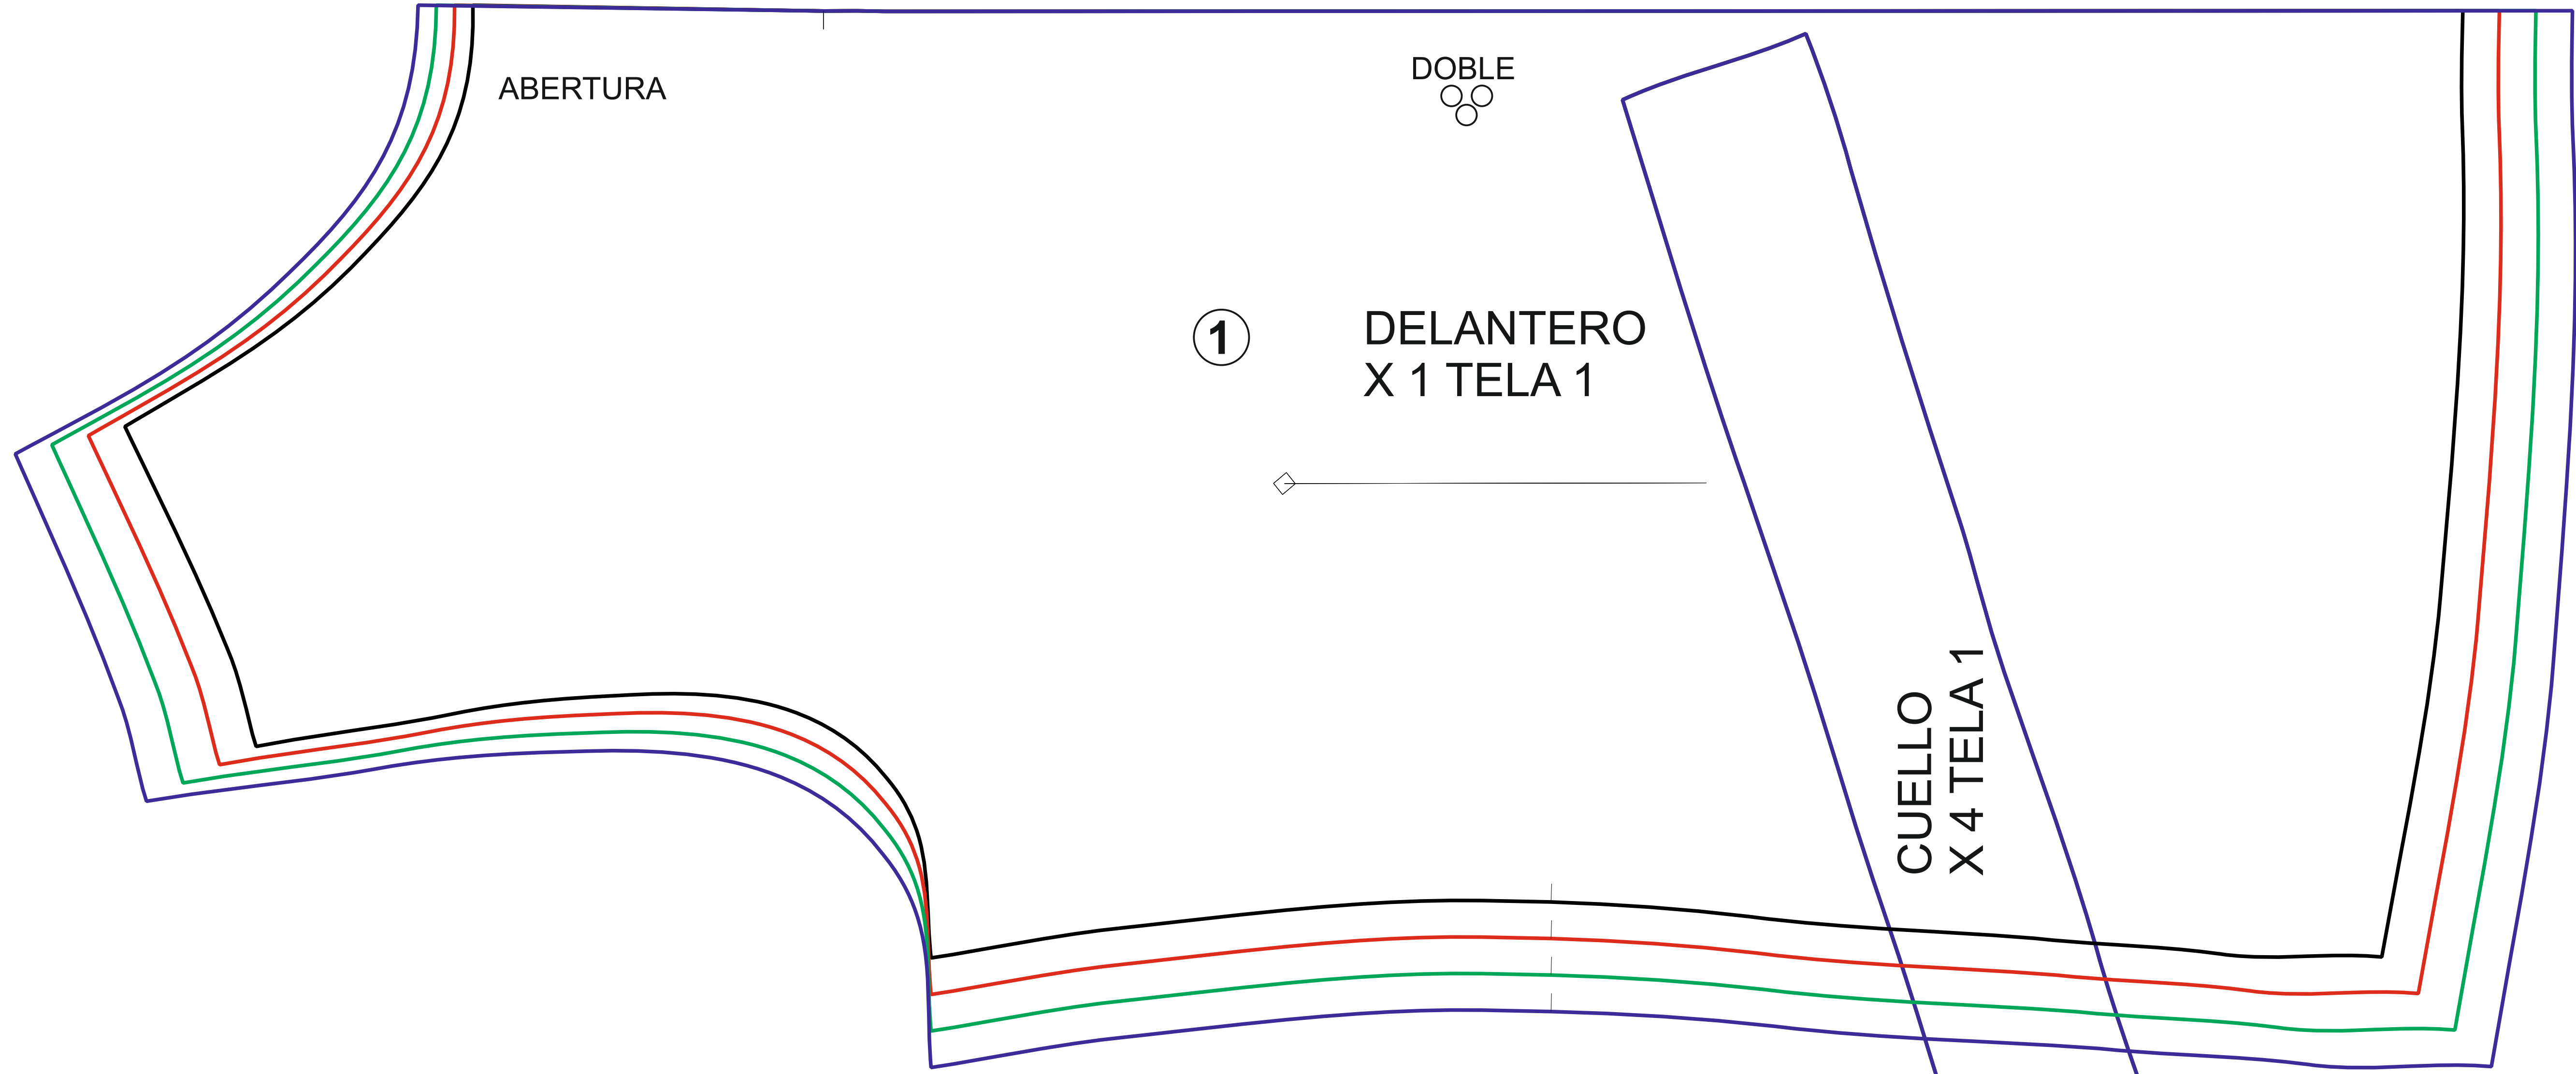 ABERTURA
DOBLE
1
DELANTERO
X 1 TELA 1
CUELLO
X 4 TELA 1